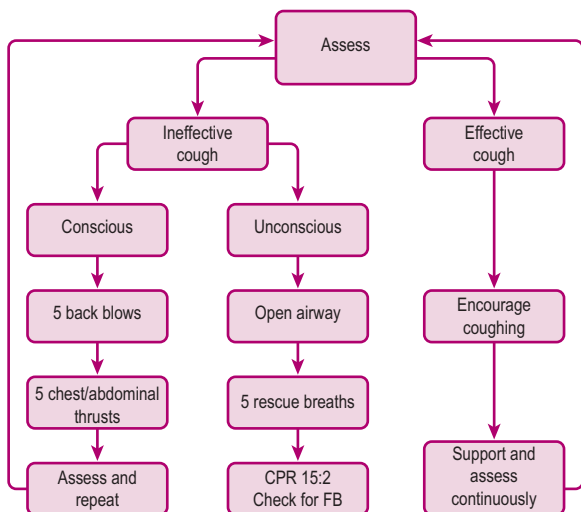 Assess
Ineffective
cough
Effective
cough
Conscious
Unconscious
5 back blows
Open airway
Encourage
coughing
5 chest/abdominal
thrusts
5 rescue breaths
Assess and
repeat
CPR 15:2
Check for FB
Support and
assess
continuously